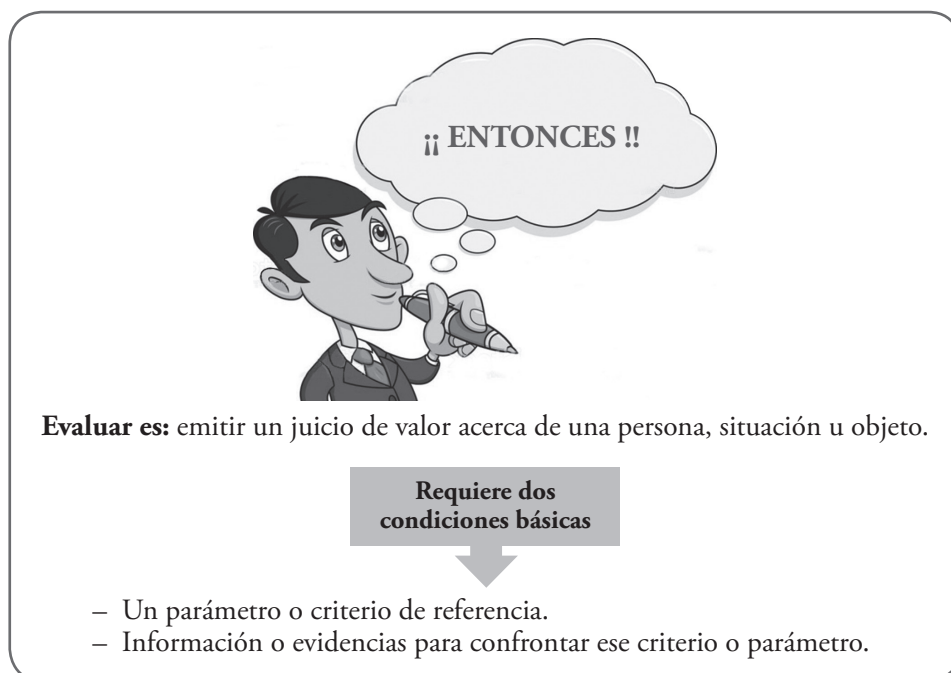 ¡¡ ENTONCES !!
Evaluar es: emitir un juicio de valor acerca de una persona, situación u objeto.
Requiere dos
condiciones básicas
– Un parámetro o criterio de referencia.
– Información o evidencias para confrontar ese criterio o parámetro.